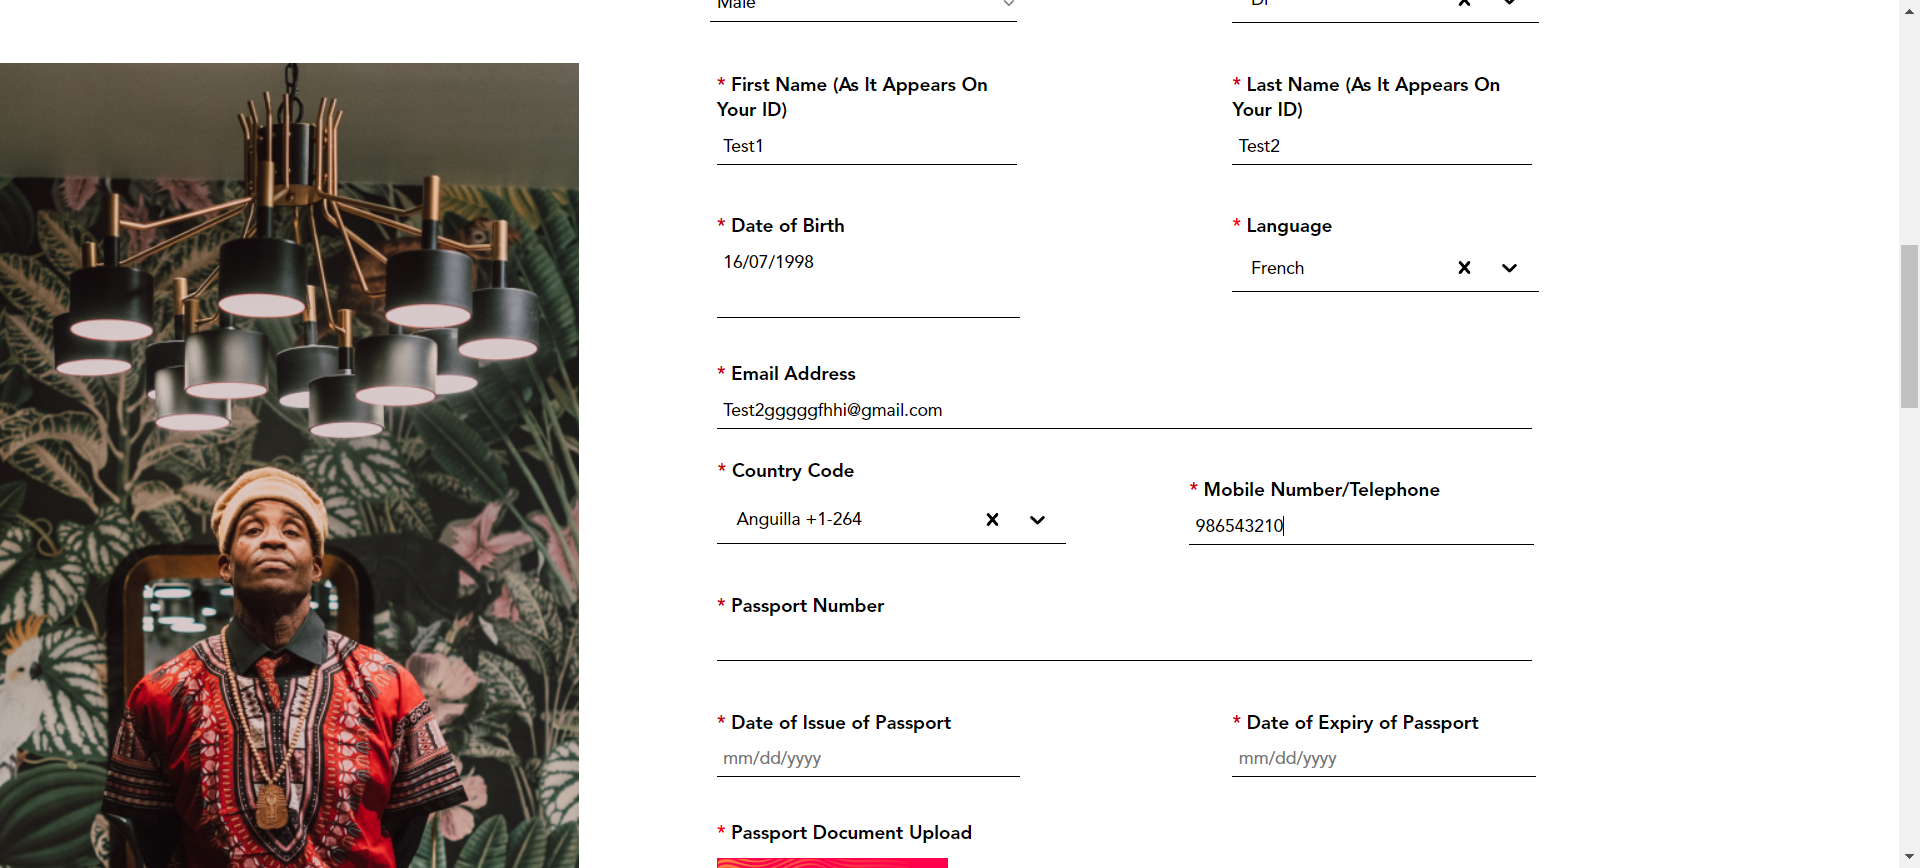 Male
Dr
* First Name (As It Appears On
Your ID)
* Last Name (As It Appears On
Your ID)
Test1
Test2
* Date of Birth
* Language
16/07/1998
French
* Email Address
Test2gggggfhhi@gmail.com
* Country Code
* Mobile Number/Telephone
Anguilla +1-264
986543210
* Passport Number
* Date of Issue of Passport
* Date of Expiry of Passport
mm/dd/yyyy
mm/dd/yyyy
* Passport Document Upload